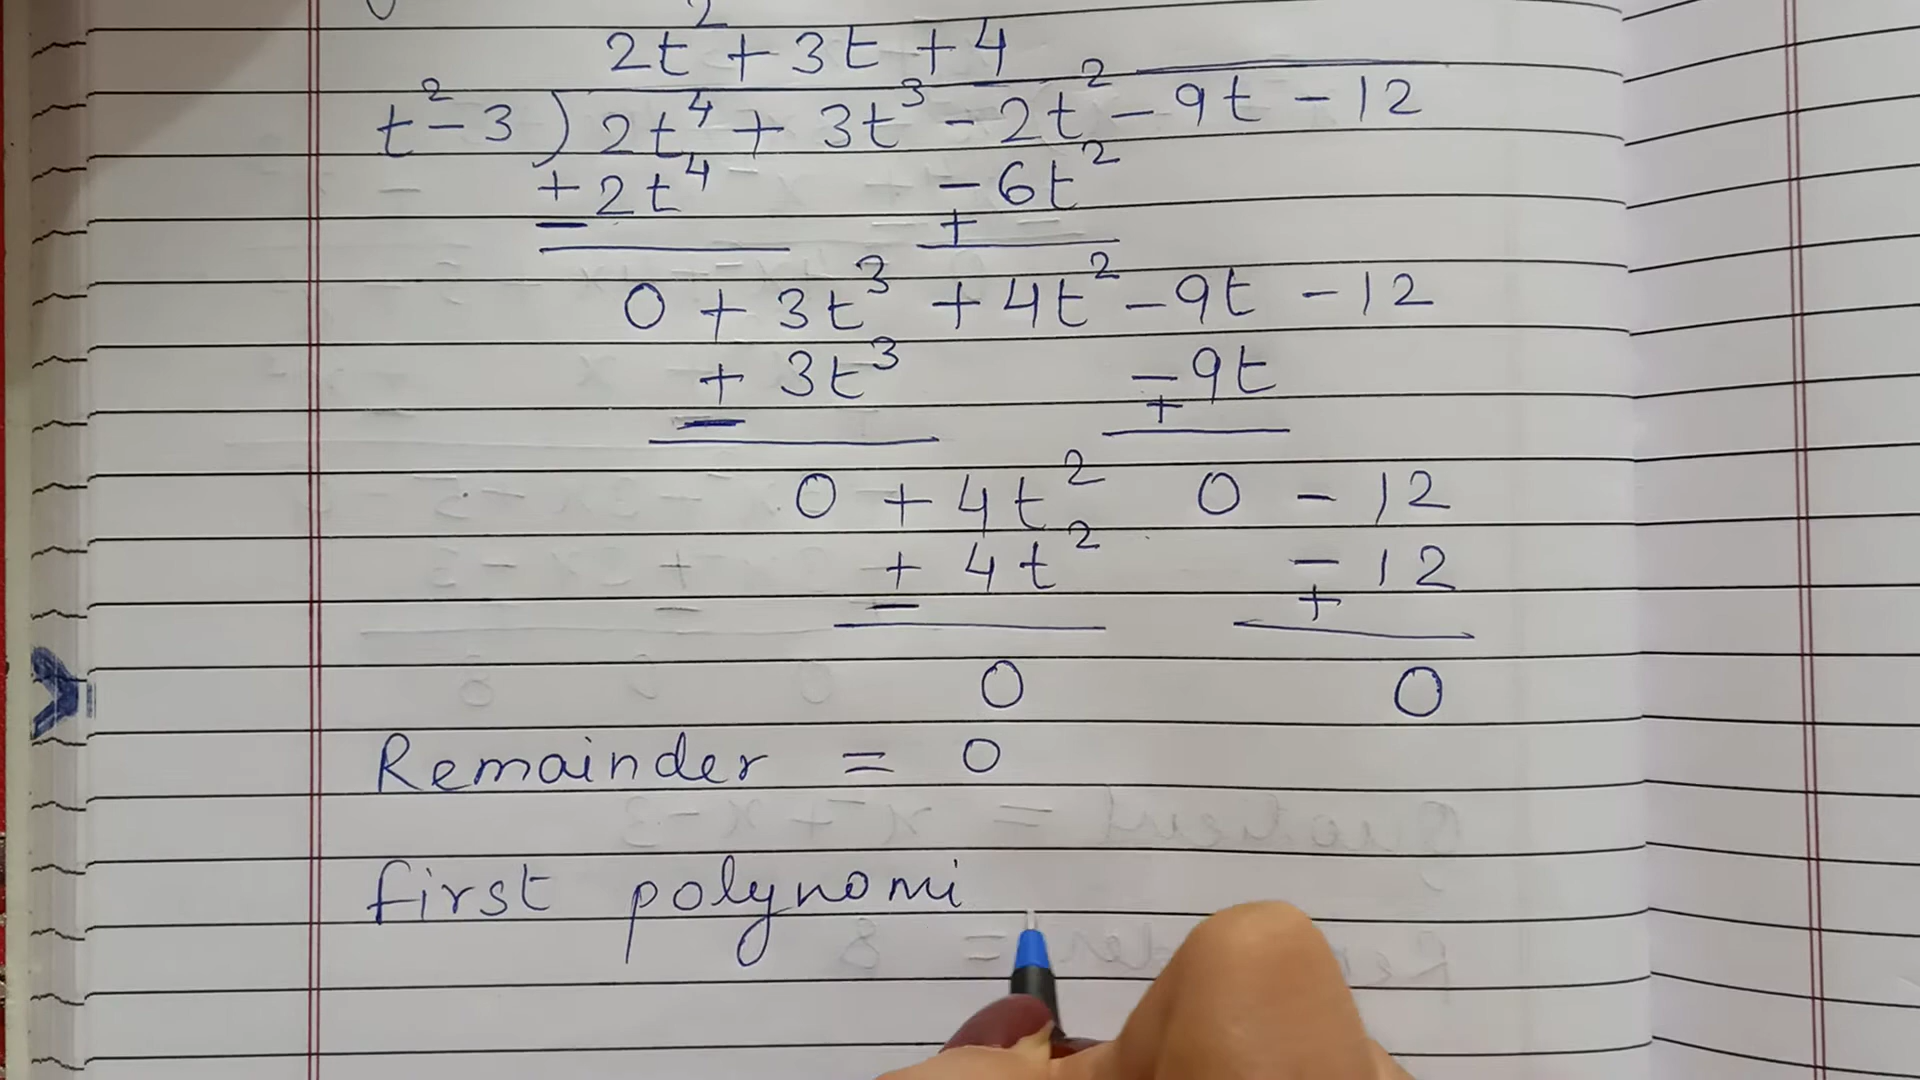 2t² + 3t + 4
t² - 3 ) 2t⁴ + 3t³ - 2t² - 9t - 12
+ 2t⁴ - 6t²
- +
0 + 3t³ + 4t² - 9t - 12
+ 3t³ - 9t
- +
0 + 4t² 0 - 12
+ 4t² - 12
- +
0 0
Remainder = 0
first polynomi